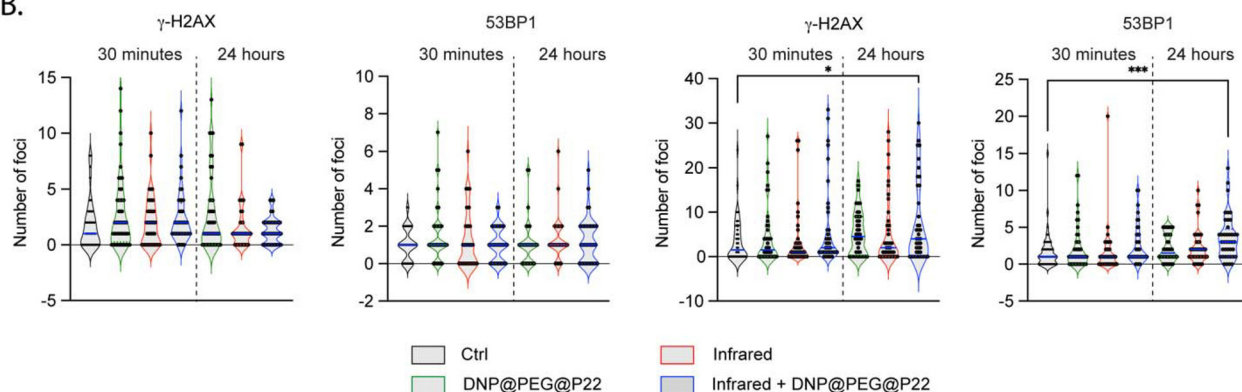 B.
γ-H2AX
30 minutes 24 hours
Number of foci
15
10
5
0
-5
53BP1
30 minutes 24 hours
Number of foci
10
8
6
4
2
0
-2
γ-H2AX
30 minutes 24 hours
*
Number of foci
40
30
20
10
0
-10
53BP1
30 minutes 24 hours
***
Number of foci
25
20
15
10
5
0
-5
Ctrl
Infrared
DNP@PEG@P22
Infrared + DNP@PEG@P22